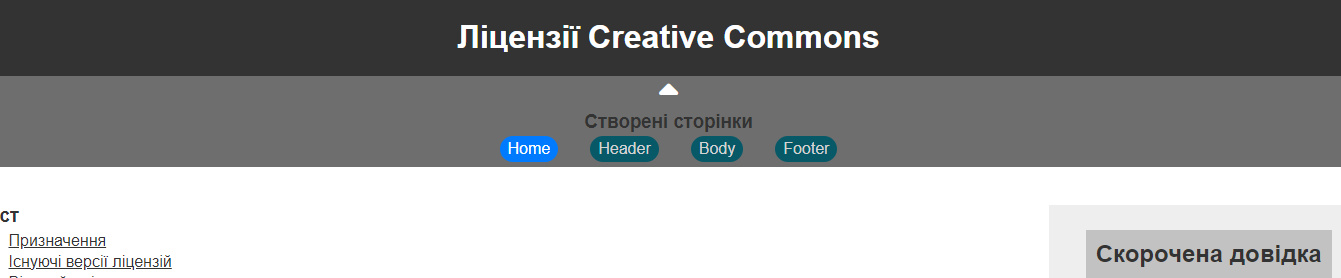 Ліцензії Creative Commons
Створені сторінки
Home Header Body Footer
ст
Призначення
Існуючі версії ліцензій
Скорочена довідка